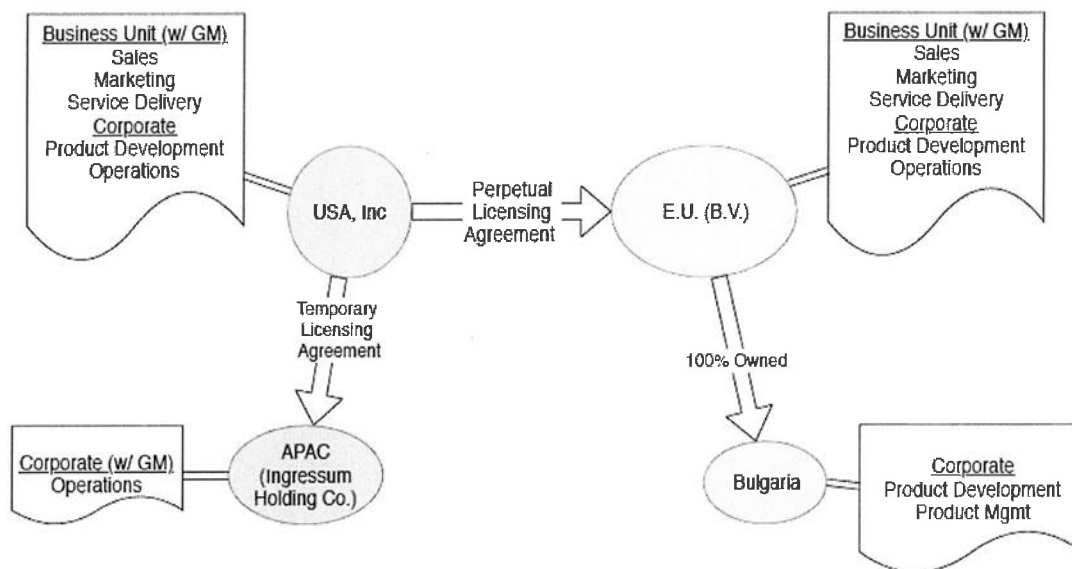 Business Unit (w/ GM)
Sales
Marketing
Service Delivery
Corporate
Product Development
Operations
USA, Inc
Perpetual
Licensing
Agreement
E.U. (B.V.)
Business Unit (w/ GM)
Sales
Marketing
Service Delivery
Corporate
Product Development
Operations
Temporary
Licensing
Agreement
100% Owned
Corporate (w/ GM)
Operations
APAC
(Ingressum
Holding Co.)
Bulgaria
Corporate
Product Development
Product Mgmt